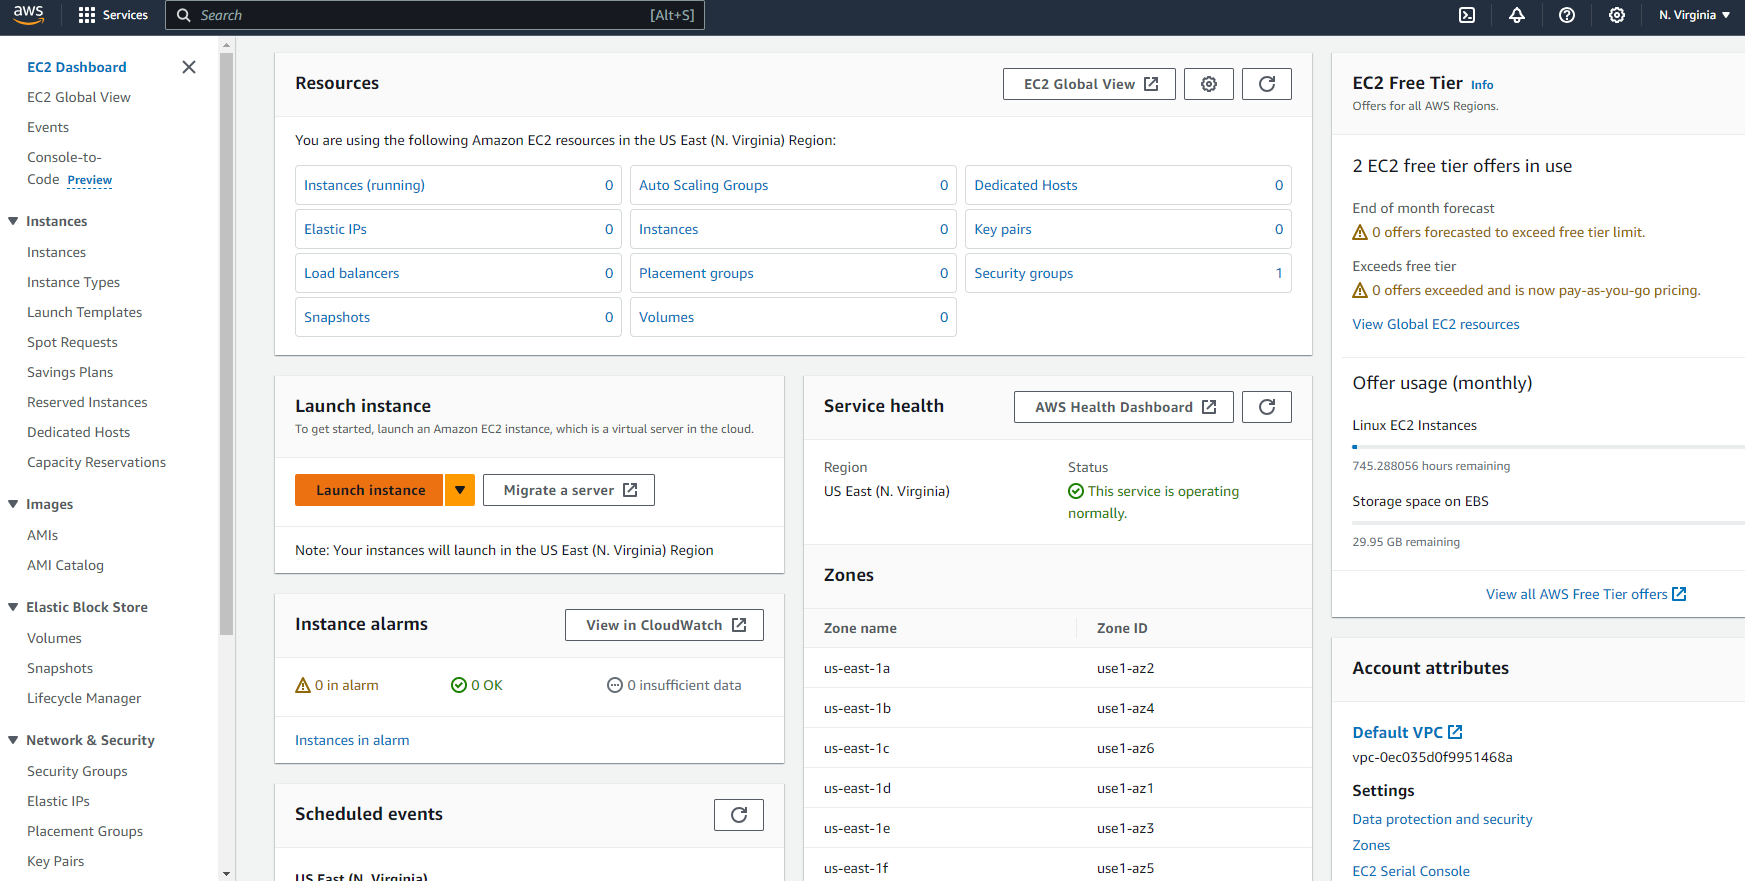 aws
Services
Search
[Alt+S]
N. Virginia
EC2 Dashboard
EC2 Global View
Events
Console-to-
Code Preview
Instances
Instances
Instance Types
Launch Templates
Spot Requests
Savings Plans
Reserved Instances
Dedicated Hosts
Capacity Reservations
Images
AMIs
AMI Catalog
Elastic Block Store
Volumes
Snapshots
Lifecycle Manager
Network & Security
Security Groups
Elastic IPs
Placement Groups
Key Pairs
Resources
EC2 Global View
You are using the following Amazon EC2 resources in the US East (N. Virginia) Region:
Instances (running) 0
Auto Scaling Groups 0
Dedicated Hosts 0
Elastic IPs 0
Instances 0
Key pairs 0
Load balancers 0
Placement groups 0
Security groups 1
Snapshots 0
Volumes 0
Launch instance
To get started, launch an Amazon EC2 instance, which is a virtual server in the cloud.
Launch instance
Migrate a server
Note: Your instances will launch in the US East (N. Virginia) Region
Instance alarms
View in CloudWatch
0 in alarm
0 OK
0 insufficient data
Instances in alarm
Scheduled events
US East (N. Virginia)
Service health
AWS Health Dashboard
Region
US East (N. Virginia)
Status
This service is operating
normally.
Zones
Zone name Zone ID
us-east-1a use1-az2
us-east-1b use1-az4
us-east-1c use1-az6
us-east-1d use1-az1
us-east-1e use1-az3
us-east-1f use1-az5
EC2 Free Tier Info
Offers for all AWS Regions.
2 EC2 free tier offers in use
End of month forecast
0 offers forecasted to exceed free tier limit.
Exceeds free tier
0 offers exceeded and is now pay-as-you-go pricing.
View Global EC2 resources
Offer usage (monthly)
Linux EC2 Instances
745.288056 hours remaining
Storage space on EBS
29.95 GB remaining
View all AWS Free Tier offers
Account attributes
Default VPC
vpc-0ec035d0f9951468a
Settings
Data protection and security
Zones
EC2 Serial Console